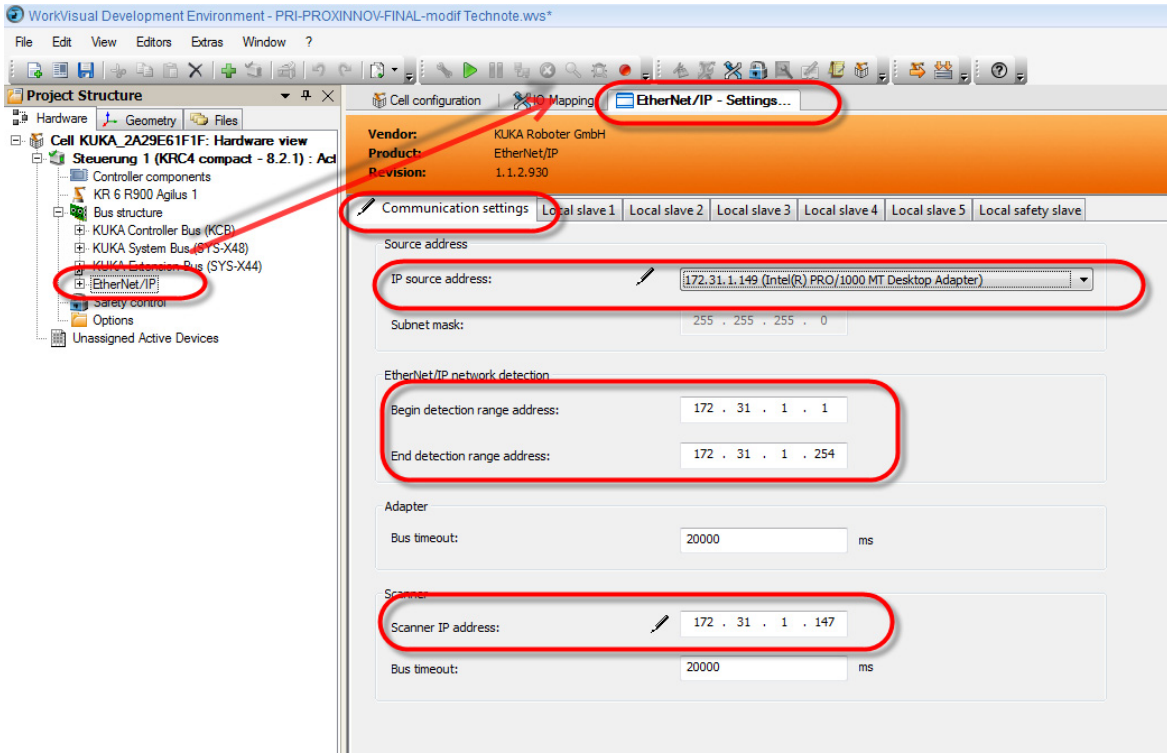 WorkVisual Development Environment - PRI-PROXINNOV-FINAL-modif Technote.wvs*
File Edit View Editors Extras Window ?
Project Structure
Hardware Geometry Files
Cell KUKA_2A29E61F1F: Hardware view
Steuerung 1 (KRC4 compact - 8.2.1) : Act
Controller components
KR 6 R900 Agilus 1
Bus structure
KUKA Controller Bus (KCB)
KUKA System Bus (SYS-X48)
KUKA Extension Bus (SYS-X44)
EtherNet/IP
Safety control
Options
Unassigned Active Devices
Cell configuration IO Mapping EtherNet/IP - Settings...
Vendor: KUKA Roboter GmbH
Product: EtherNet/IP
Revision: 1.1.2.930
Communication settings Local slave 1 Local slave 2 Local slave 3 Local slave 4 Local slave 5 Local safety slave
Source address
IP source address: 172.31.1.149 (Intel(R) PRO/1000 MT Desktop Adapter)
Subnet mask: 255 . 255 . 255 . 0
EtherNet/IP network detection
Begin detection range address: 172 . 31 . 1 . 1
End detection range address: 172 . 31 . 1 . 254
Adapter
Bus timeout: 20000 ms
Scanner
Scanner IP address: 172 . 31 . 1 . 147
Bus timeout: 20000 ms